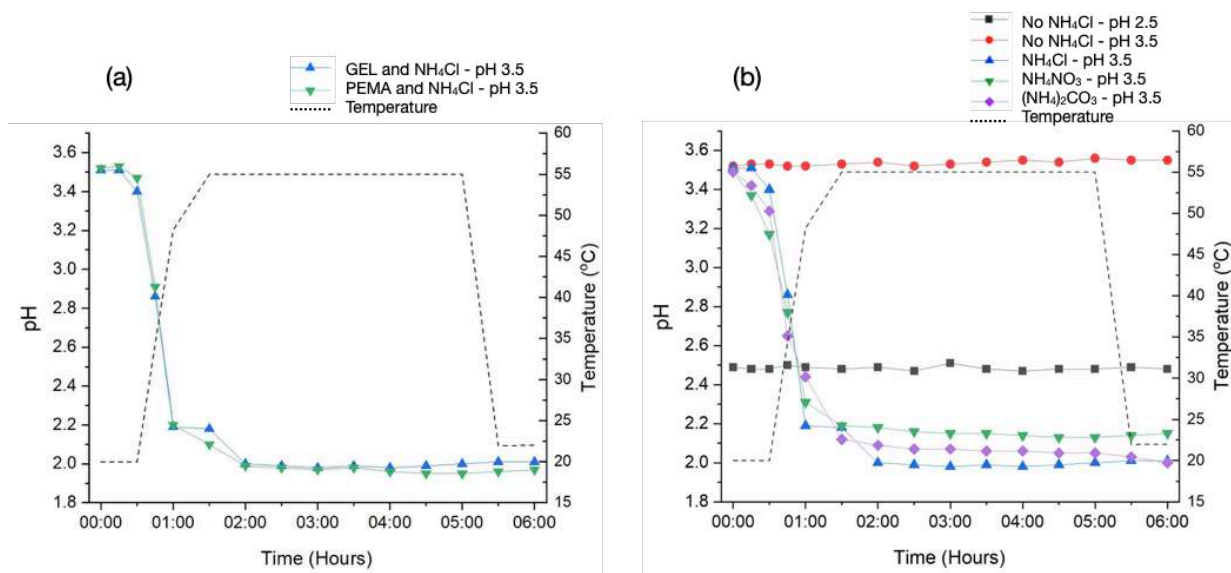 (a)
GEL and NH₄Cl - pH 3.5
PEMA and NH₄Cl - pH 3.5
Temperature
3.6
3.4
3.2
3.0
2.8
2.6
2.4
2.2
2.0
1.8
pH
60
55
50
45
40
35
30
25
20
15
Temperature (°C)
00:00 01:00 02:00 03:00 04:00 05:00 06:00
Time (Hours)
(b)
No NH₄Cl - pH 2.5
No NH₄Cl - pH 3.5
NH₄Cl - pH 3.5
NH₄NO₃ - pH 3.5
(NH₄)₂CO₃ - pH 3.5
Temperature
3.6
3.4
3.2
3.0
2.8
2.6
2.4
2.2
2.0
1.8
pH
60
55
50
45
40
35
30
25
20
15
Temperature (°C)
00:00 01:00 02:00 03:00 04:00 05:00 06:00
Time (Hours)